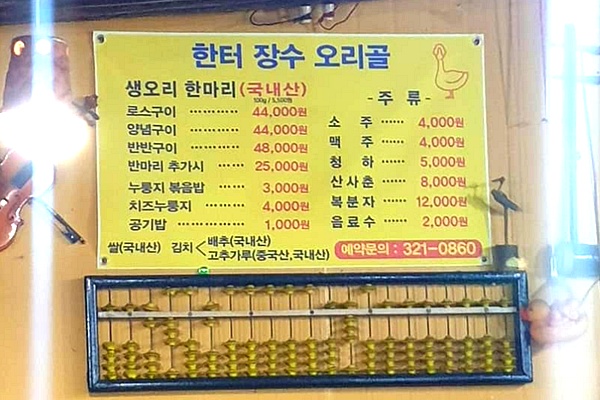 한터 장수 오리골
생오리 한마리(국내산)
100g / 5,500원
로스구이 ············ 44,000원
양념구이 ············ 44,000원
반반구이 ············ 48,000원
반마리 추가시 ······ 25,000원
누룽지 볶음밥 ······ 3,000원
치즈누룽지 ········ 4,000원
공기밥 ·············· 1,000원
쌀(국내산) 김치< 배추(국내산)
고추가루(중국산,국내산)
- 주 류 -
소 주 ······ 4,000원
맥 주 ······ 4,000원
청 하 ······ 5,000원
산사춘 ······ 8,000원
복분자 ······ 12,000원
음료수 ······ 2,000원
예약문의 : 321-0860